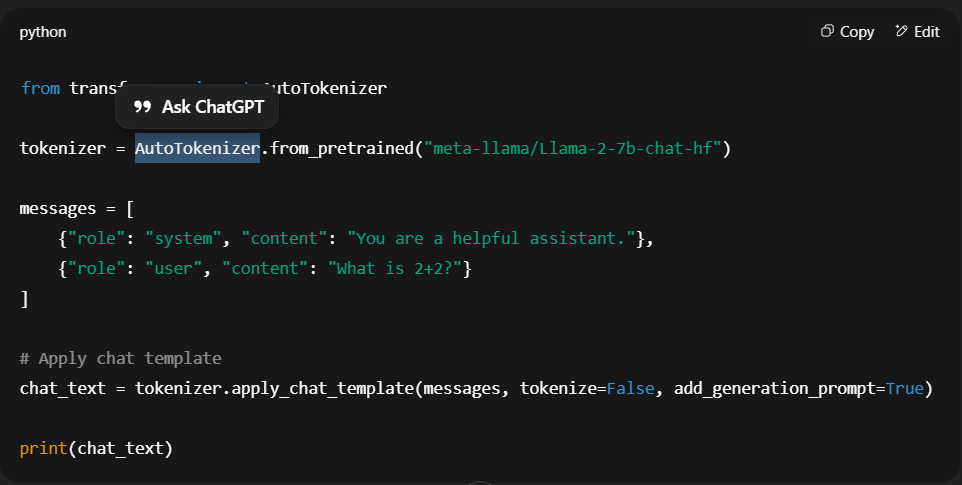 python
Copy
Edit
from transf AutoTokenizer
Ask ChatGPT
tokenizer = AutoTokenizer.from_pretrained("meta-llama/Llama-2-7b-chat-hf")
messages = [
{"role": "system", "content": "You are a helpful assistant."},
{"role": "user", "content": "What is 2+2?"}
]
# Apply chat template
chat_text = tokenizer.apply_chat_template(messages, tokenize=False, add_generation_prompt=True)
print(chat_text)